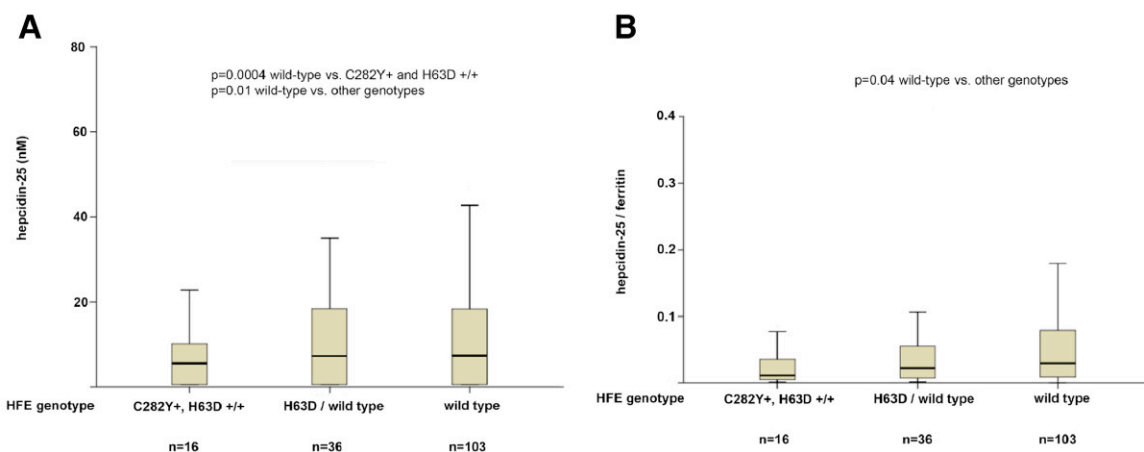 A
80
p=0.0004 wild-type vs. C282Y+ and H63D +/+
p=0.01 wild-type vs. other genotypes
60
hepcidin-25 (nM)
40
20
HFE genotype
C282Y+, H63D +/+
H63D / wild type
wild type
n=16
n=36
n=103
B
p=0.04 wild-type vs. other genotypes
0.4
0.3
hepcidin-25 / ferritin
0.2
0.1
HFE genotype
C282Y+, H63D +/+
H63D / wild type
wild type
n=16
n=36
n=103